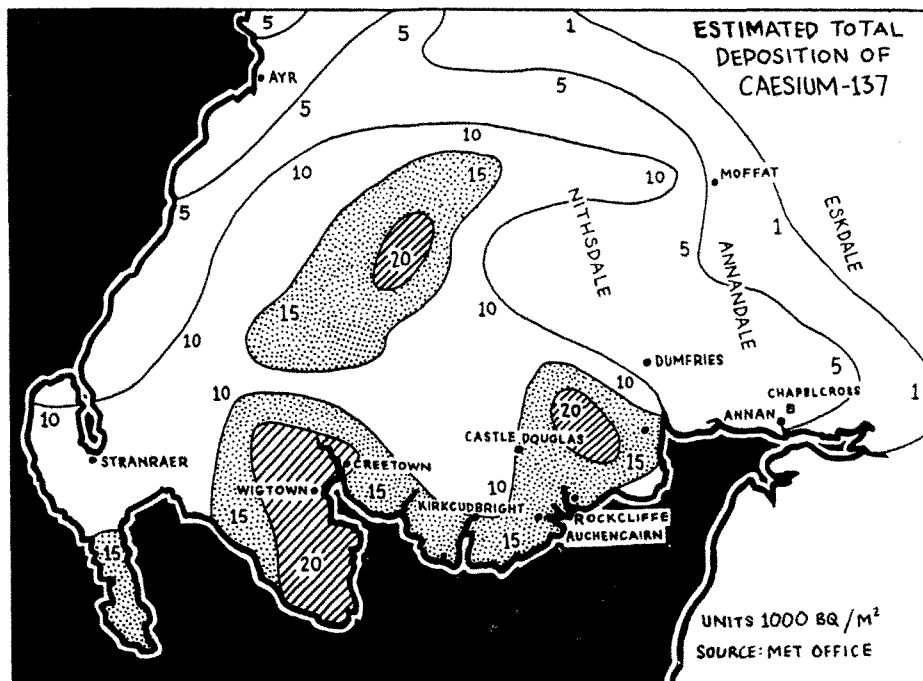 ESTIMATED TOTAL
DEPOSITION OF
CAESIUM-137
5
5
1
AYR
5
5
10
15
10
MOFFAT
10
5
NITHSDALE
1
ESKDALE
5
ANNANDALE
20
15
10
10
DUMFRIES
5
1
10
10
10
CHAPELCROSS
ANNAN
20
CASTLE DOUGLAS
STRANRAER
CREETOWN
15
WIGTOWN
15
10
KIRKCUDBRIGHT
15
ROCKCLIFFE
AUCHENCAIRN
15
15
20
UNITS 1000 BQ/M²
SOURCE: MET OFFICE